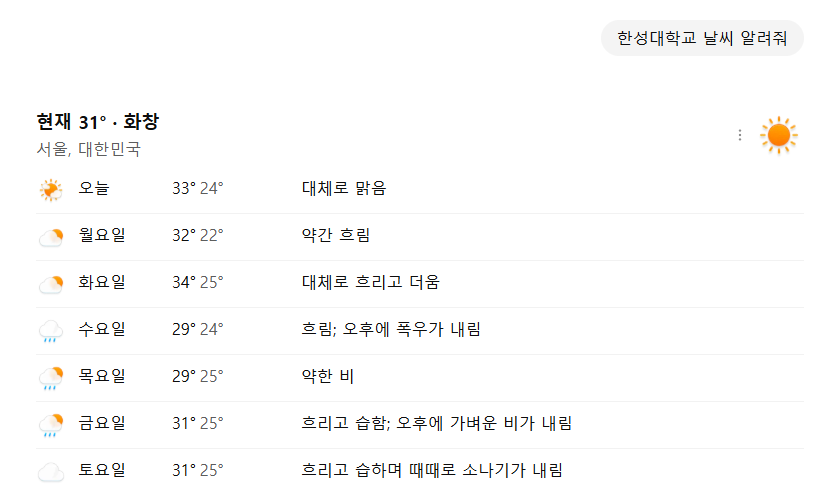 한성대학교 날씨 알려줘
현재 31° · 화창
서울, 대한민국
오늘 33° 24° 대체로 맑음
월요일 32° 22° 약간 흐림
화요일 34° 25° 대체로 흐리고 더움
수요일 29° 24° 흐림; 오후에 폭우가 내림
목요일 29° 25° 약한 비
금요일 31° 25° 흐리고 습함; 오후에 가벼운 비가 내림
토요일 31° 25° 흐리고 습하며 때때로 소나기가 내림